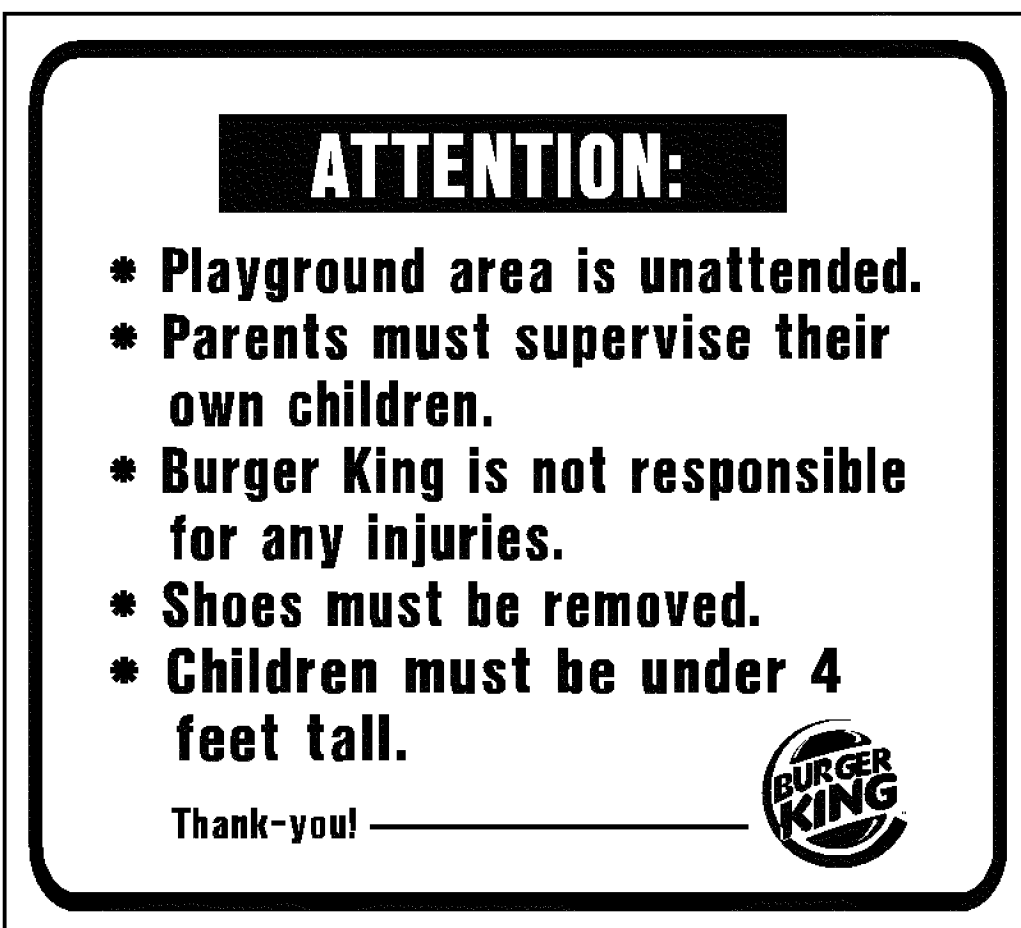 ATTENTION:
* Playground area is unattended.
* Parents must supervise their
own children.
* Burger King is not responsible
for any injuries.
* Shoes must be removed.
* Children must be under 4
feet tall.
Thank-you!
BURGER
KING